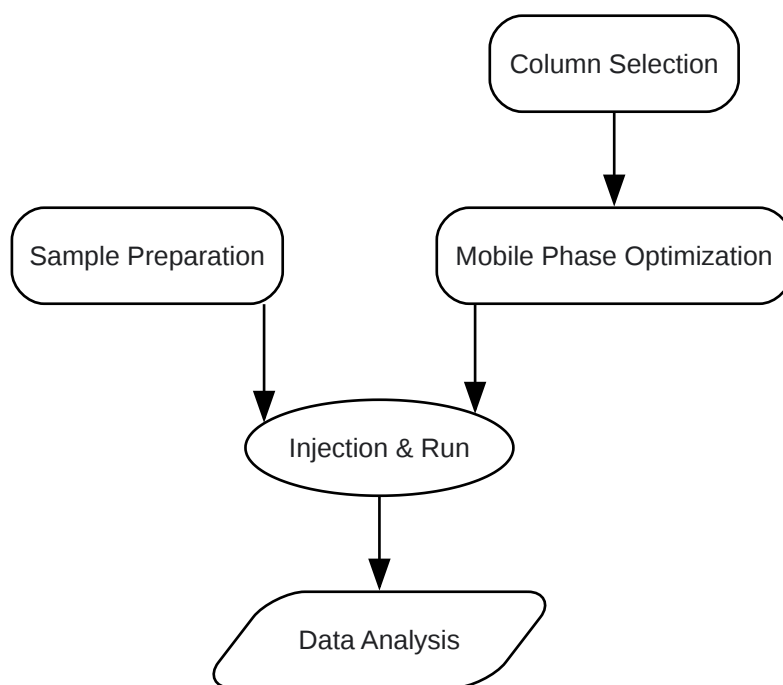 Column Selection
Sample Preparation
Mobile Phase Optimization
Injection & Run
Data Analysis